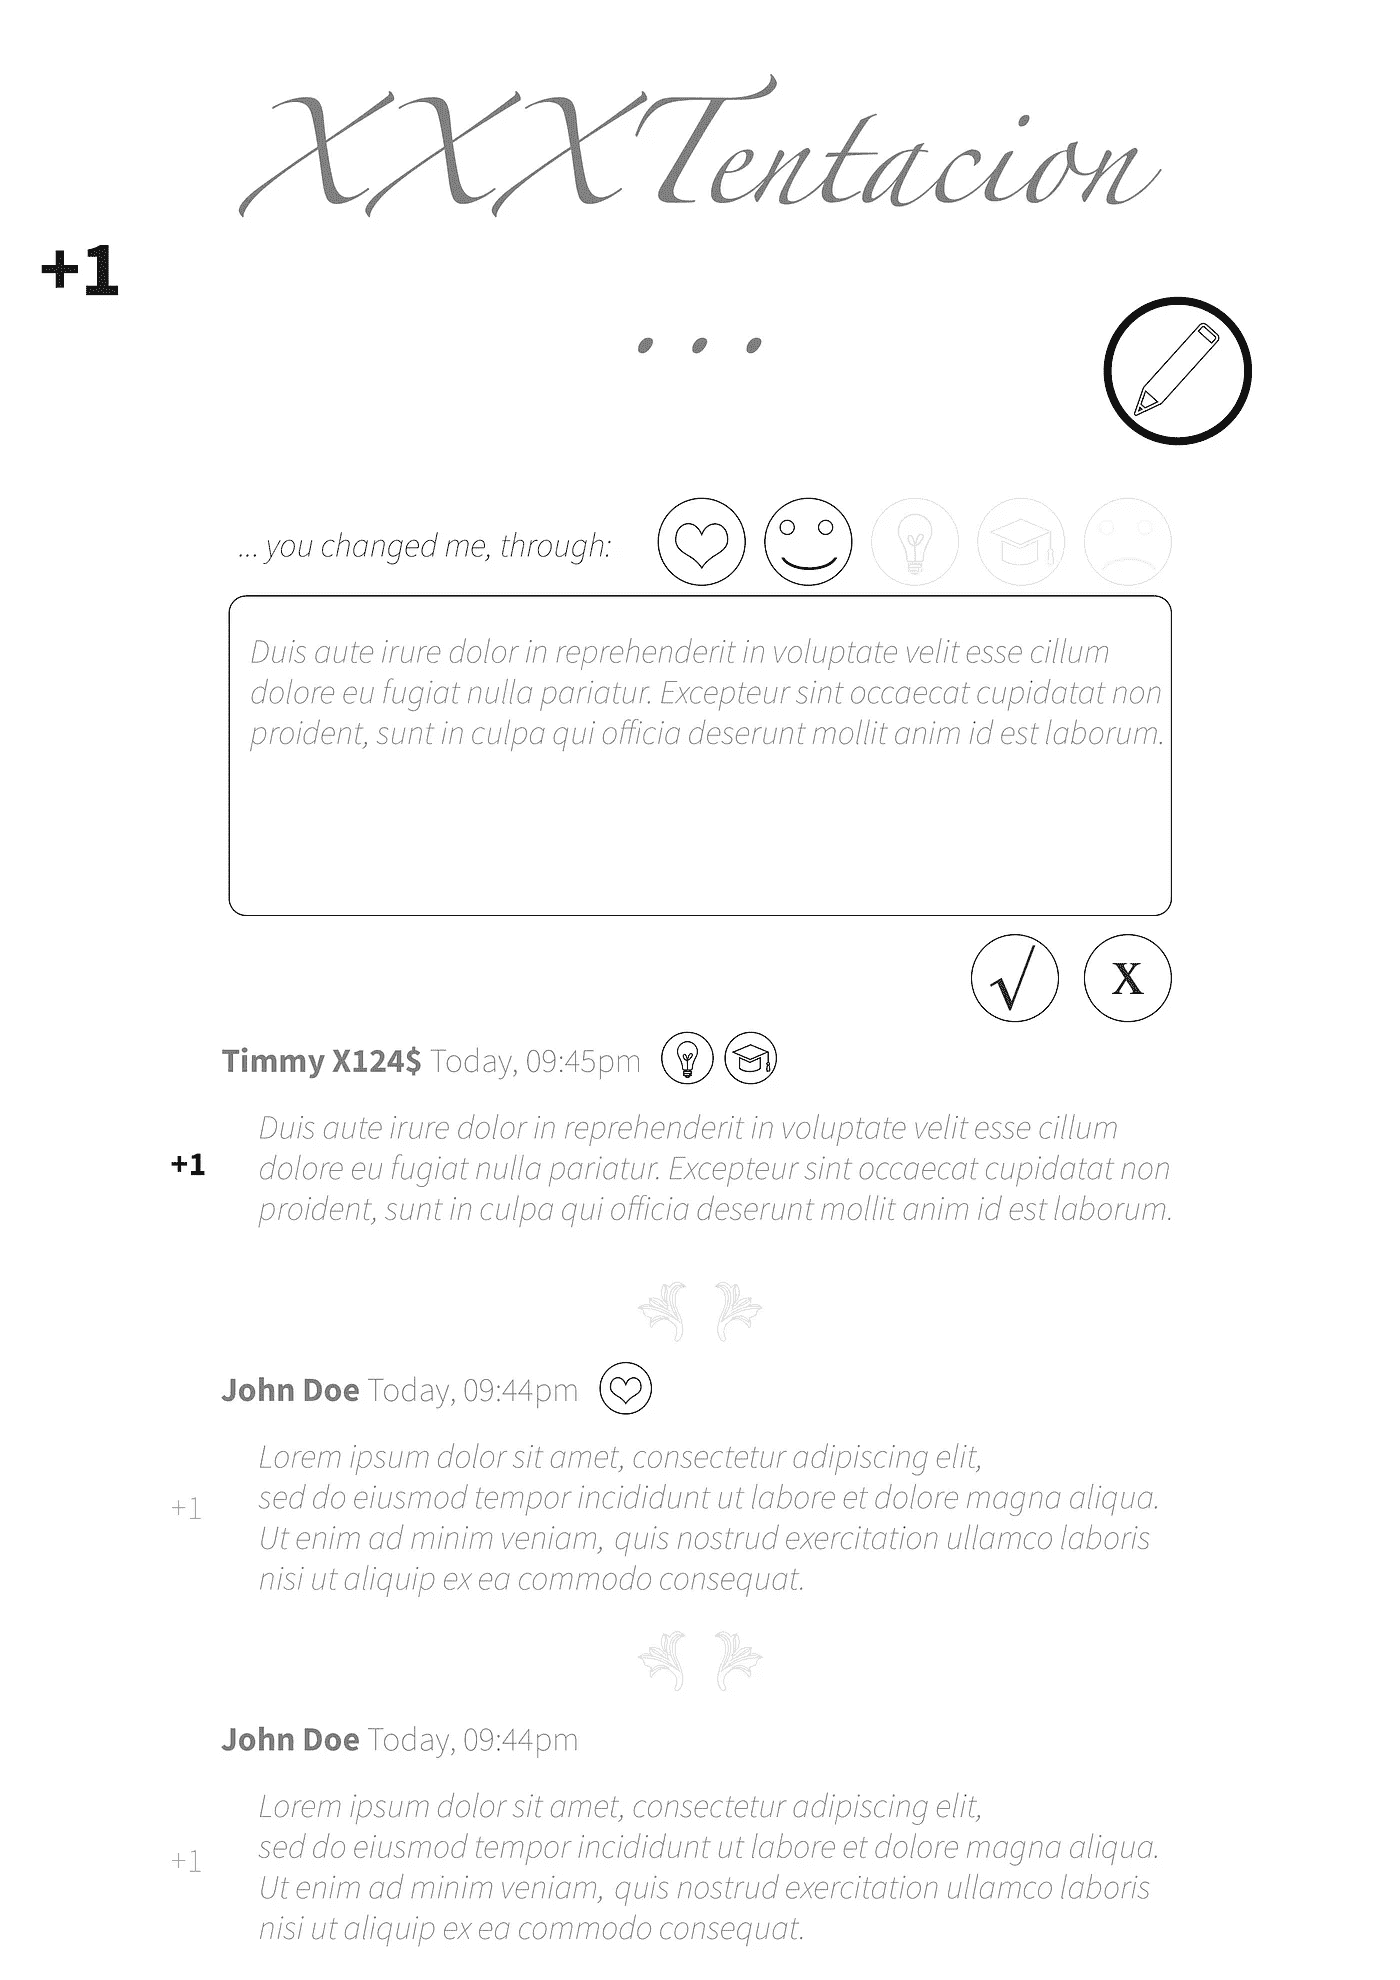 XXXTentacion
+1
...
... you changed me, through:
Duis aute irure dolor in reprehenderit in voluptate velit esse cillum
dolore eu fugiat nulla pariatur. Excepteur sint occaecat cupidatat non
proident, sunt in culpa qui officia deserunt mollit anim id est laborum.
√ X
Timmy X124$ Today, 09:45pm
Duis aute irure dolor in reprehenderit in voluptate velit esse cillum
+1 dolore eu fugiat nulla pariatur. Excepteur sint occaecat cupidatat non
proident, sunt in culpa qui officia deserunt mollit anim id est laborum.
John Doe Today, 09:44pm
Lorem ipsum dolor sit amet, consectetur adipiscing elit,
+1 sed do eiusmod tempor incididunt ut labore et dolore magna aliqua.
Ut enim ad minim veniam, quis nostrud exercitation ullamco laboris
nisi ut aliquip ex ea commodo consequat.
John Doe Today, 09:44pm
Lorem ipsum dolor sit amet, consectetur adipiscing elit,
+1 sed do eiusmod tempor incididunt ut labore et dolore magna aliqua.
Ut enim ad minim veniam, quis nostrud exercitation ullamco laboris
nisi ut aliquip ex ea commodo consequat.